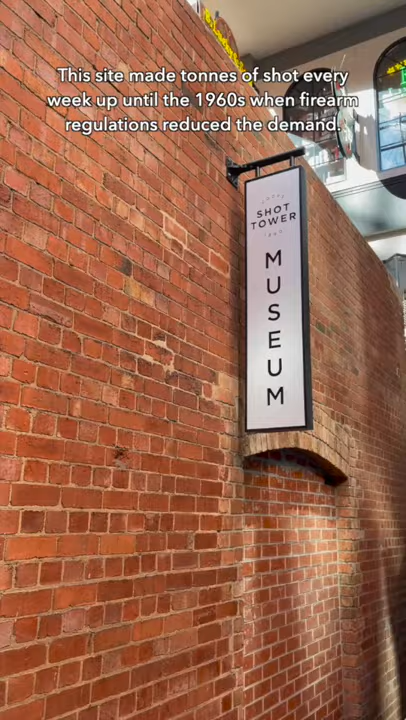 This site made tonnes of shot every
week up until the 1960s when firearm
regulations reduced the demand.
SHOT
TOWER
MUSEUM